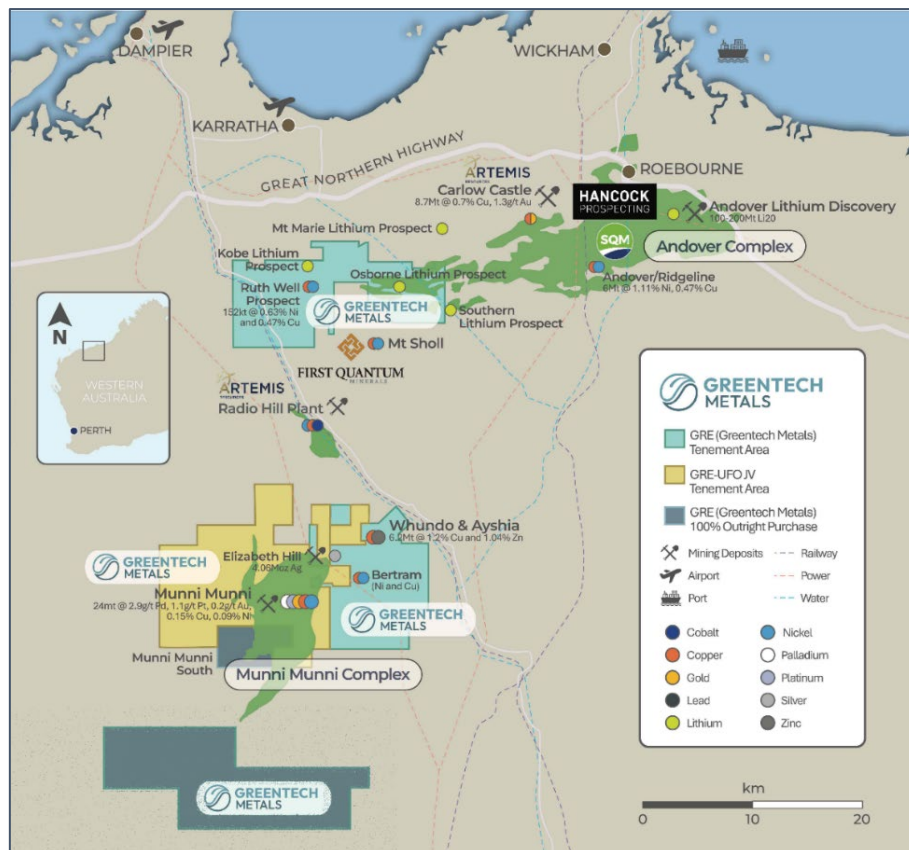 DAMPIER
WICKHAM
KARRATHA
GREAT NORTHERN HIGHWAY
ROEBOURNE
ARTEMIS
RESOURCES
Carlow Castle
8.7Mt @ 0.7% Cu, 1.3g/t Au
HANCOCK
PROSPECTING
Andover Lithium Discovery
100-200Mt Li20
SQM
Andover Complex
Mt Marie Lithium Prospect
Kobe Lithium
Prospect
Osborne Lithium Prospect
Andover/Ridgeline
6Mt @ 1.11% Ni, 0.47% Cu
Ruth Well
Prospect
152kt @ 0.63% Ni
and 0.47% Cu
GREENTECH
METALS
Southern
Lithium Prospect
Mt Sholl
FIRST QUANTUM
MINERALS
N
WESTERN
AUSTRALIA
PERTH
ARTEMIS
RESOURCES
Radio Hill Plant
Whundo & Ayshia
6.2Mt @ 1.2% Cu and 1.04% Zn
Elizabeth Hill
4.06Moz Ag
GREENTECH
METALS
Bertram
(Ni and Cu)
Munni Munni
24mt @ 2.9g/t Pd, 1.1g/t Pt, 0.2g/t Au,
0.15% Cu, 0.09% Ni
GREENTECH
METALS
Munni Munni
South
Munni Munni Complex
GREENTECH
METALS
GREENTECH
METALS
GRE (Greentech Metals)
Tenement Area
GRE-UFO JV
Tenement Area
GRE (Greentech Metals)
100% Outright Purchase
Mining Deposits
Railway
Airport
Power
Port
Water
Cobalt
Nickel
Copper
Palladium
Gold
Platinum
Lead
Silver
Lithium
Zinc
km
0
10
20